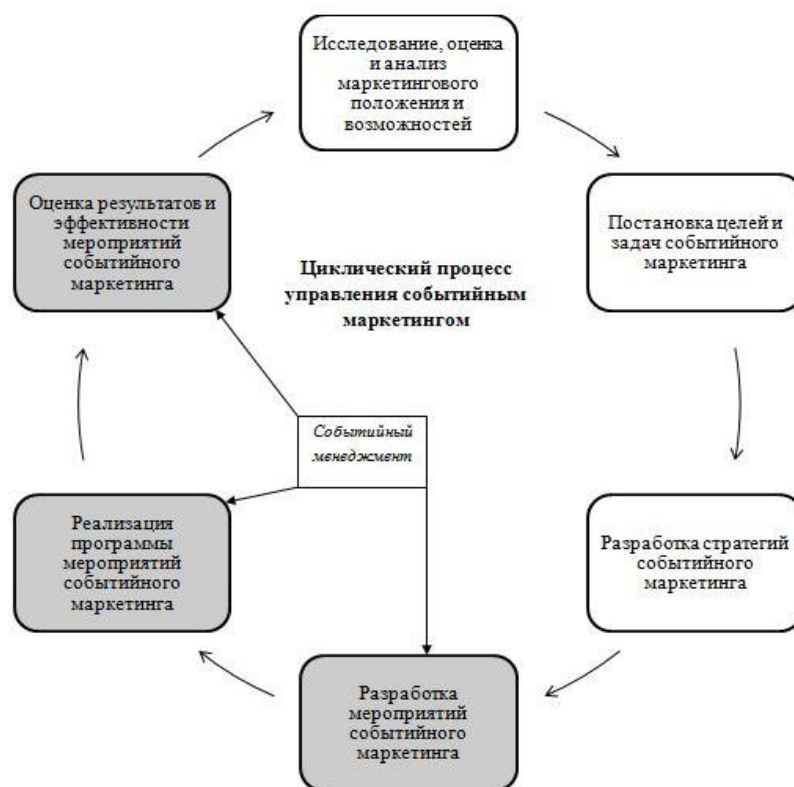 Исследование, оценка
и анализ
маркетингового
положения и
возможностей
Постановка целей и
задач событийного
маркетинга
Разработка стратегий
событийного
маркетинга
Разработка
мероприятий
событийного
маркетинга
Реализация
программы
мероприятий
событийного
маркетинга
Оценка результатов и
эффективности
мероприятий
событийного
маркетинга
Циклический процесс
управления событийным
маркетингом
Событийный
менеджмент